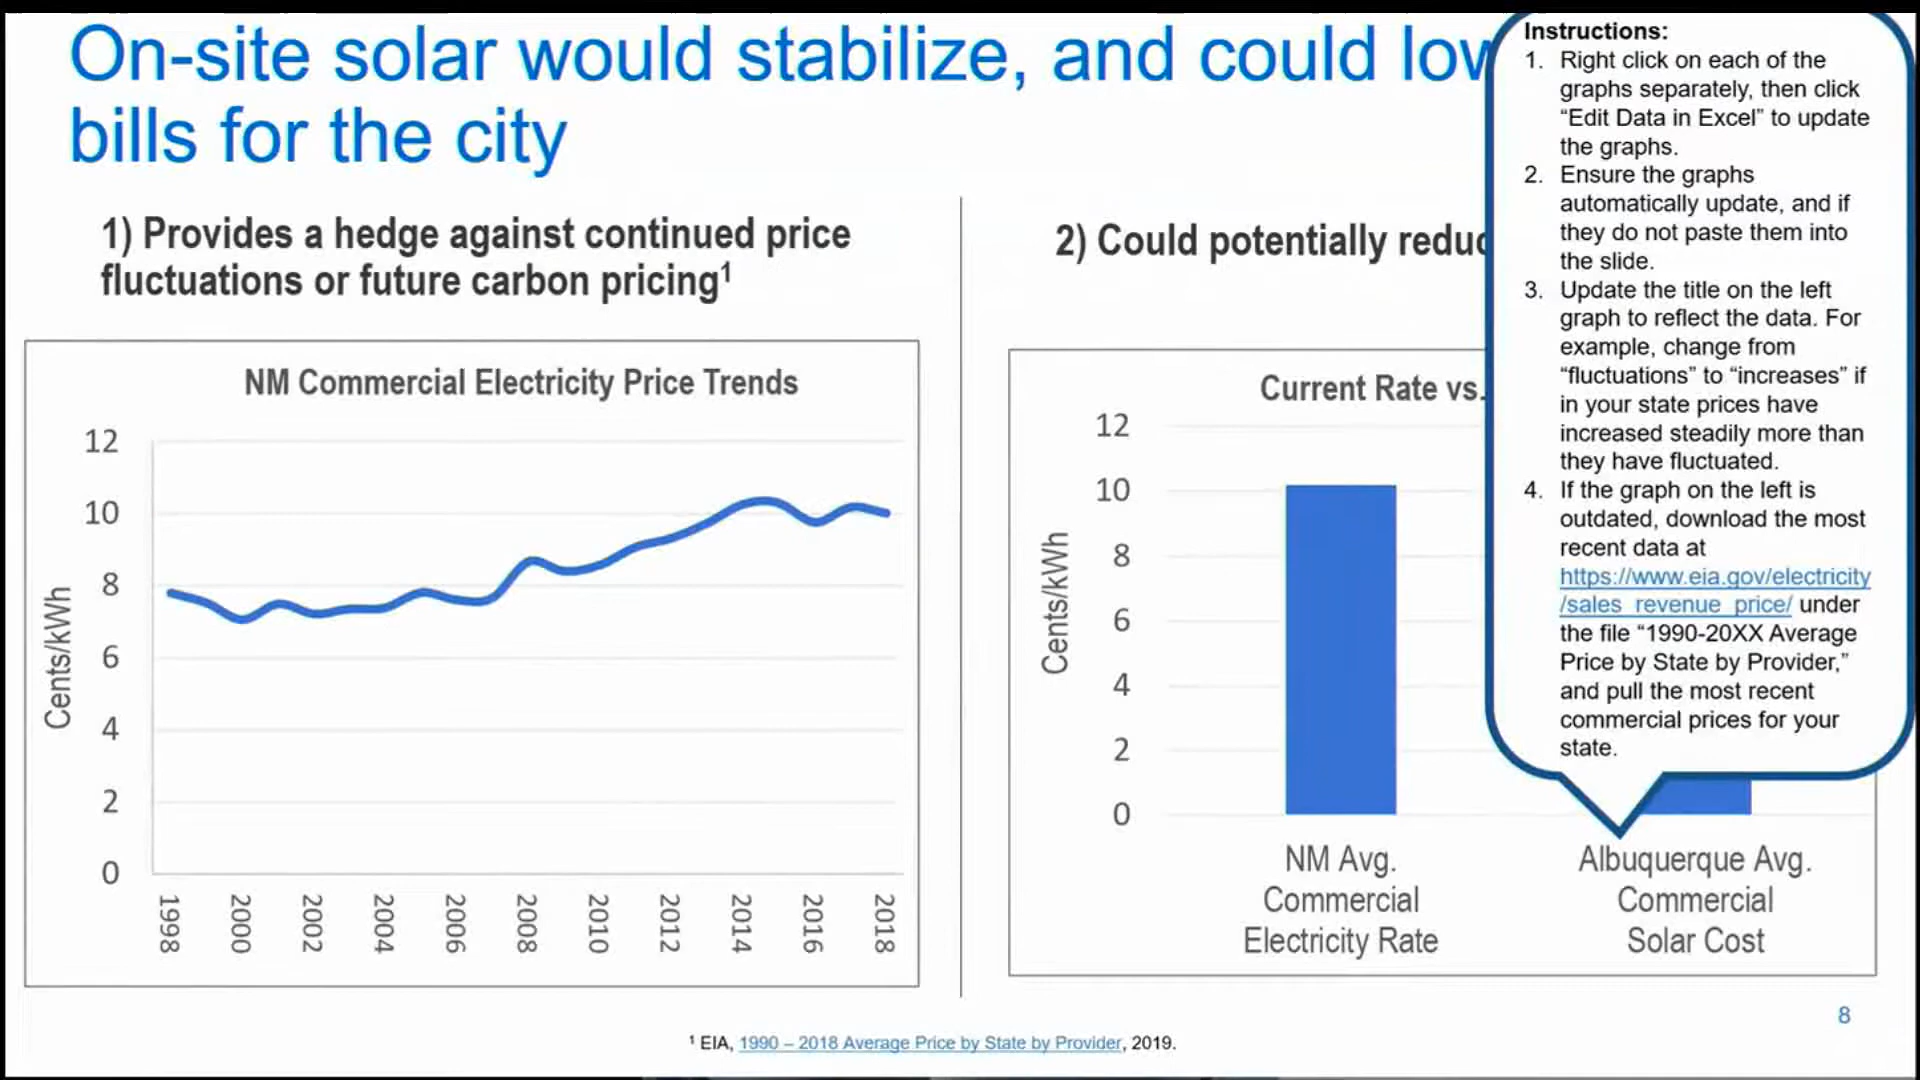 On-site solar would stabilize, and could low
bills for the city
1) Provides a hedge against continued price
fluctuations or future carbon pricing¹
NM Commercial Electricity Price Trends
Cents/kWh
12
10
8
6
4
2
0
1998
2000
2002
2004
2006
2008
2010
2012
2014
2016
2018
2) Could potentially reduc
Current Rate vs.
Cents/kWh
12
10
8
6
4
2
0
NM Avg.
Commercial
Electricity Rate
Albuquerque Avg.
Commercial
Solar Cost
Instructions:
1. Right click on each of the
graphs separately, then click
“Edit Data in Excel” to update
the graphs.
2. Ensure the graphs
automatically update, and if
they do not paste them into
the slide.
3. Update the title on the left
graph to reflect the data. For
example, change from
“fluctuations” to “increases” if
in your state prices have
increased steadily more than
they have fluctuated.
4. If the graph on the left is
outdated, download the most
recent data at
https://www.eia.gov/electricity
/sales_revenue_price/ under
the file “1990-20XX Average
Price by State by Provider,”
and pull the most recent
commercial prices for your
state.
8
¹ EIA, 1990 – 2018 Average Price by State by Provider, 2019.